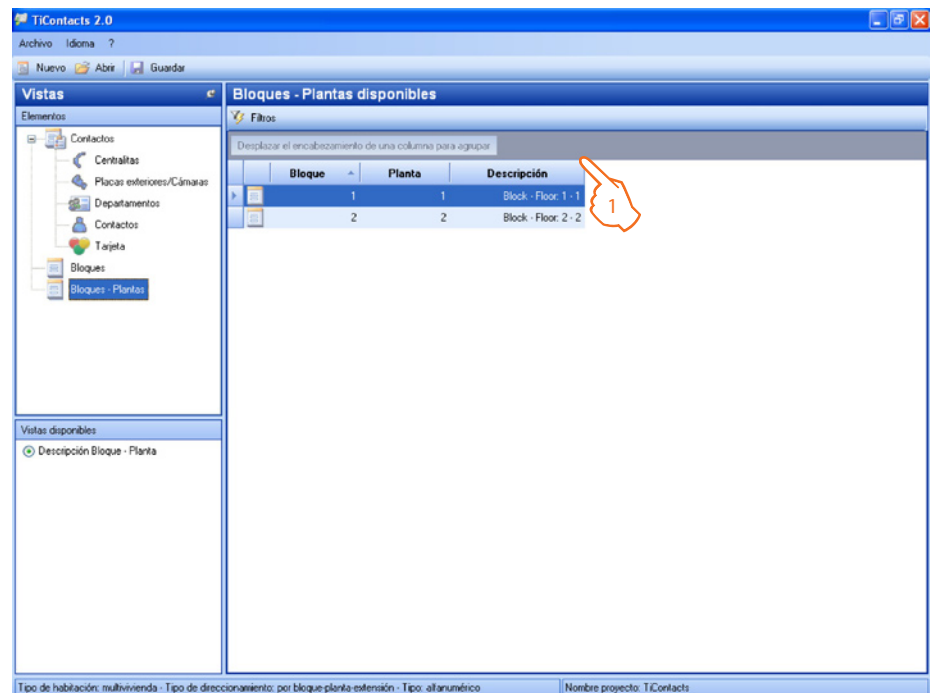 TiContacts 2.0
Archivo Idioma ?
Nuevo Abrir Guardar
Vistas
Elementos
Contactos
Centralitas
Placas exteriores/Cámaras
Departamentos
Contactos
Tarjeta
Bloques
Bloques - Plantas
Vistas disponibles
Descripción Bloque - Planta
Bloques - Plantas disponibles
Filtros
Desplazar el encabezamiento de una columna para agrupar
Bloque Planta Descripción
1 1 Block - Floor: 1 - 1
2 2 Block - Floor: 2 - 2
1
Tipo de habitación: multivivienda - Tipo de direccionamiento: por bloque-planta-extensión - Tipo: alfanumérico
Nombre proyecto: TiContacts